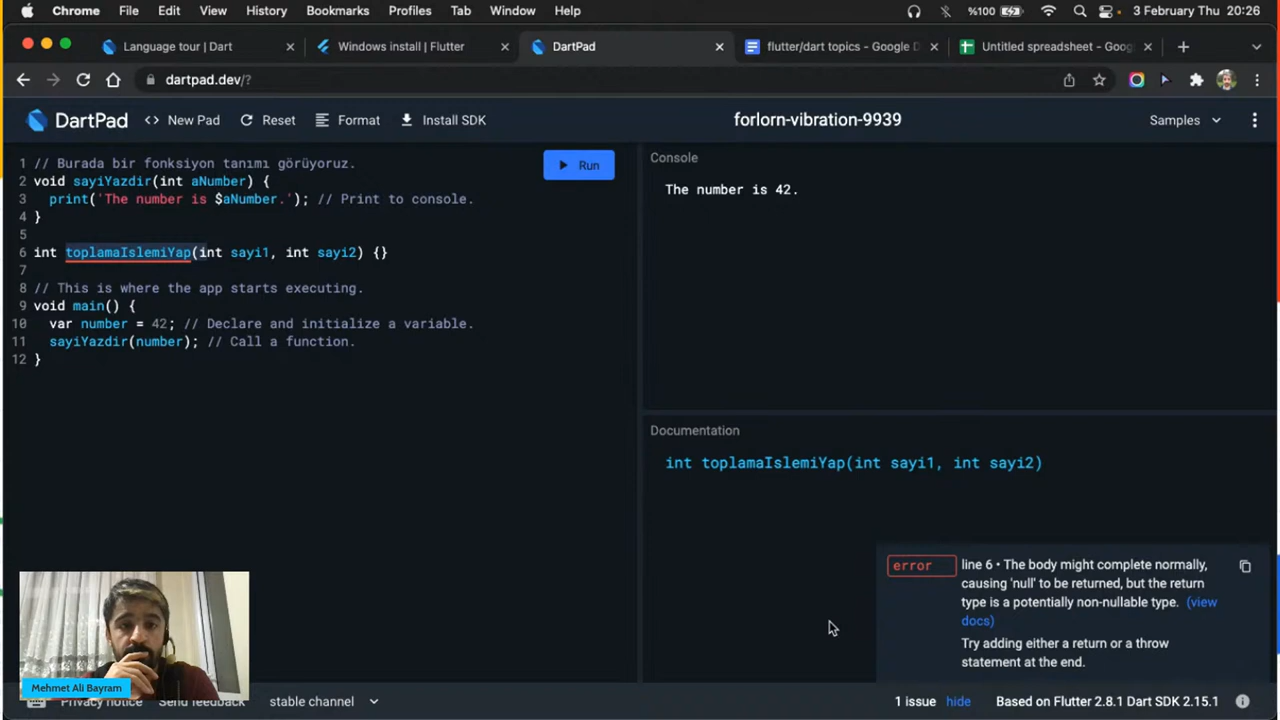 Chrome File Edit View History Bookmarks Profiles Tab Window Help %100 3 February Thu 20:26
Language tour | Dart
Windows install | Flutter
DartPad
flutter/dart topics - Google D
Untitled spreadsheet - Goog
dartpad.dev/?
DartPad <> New Pad Reset Format Install SDK forlorn-vibration-9939 Samples
Run
1 // Burada bir fonksiyon tanımı görüyoruz.
2 void sayiYazdir(int aNumber) {
3 print('The number is $aNumber.'); // Print to console.
4 }
5
6 int toplamaIslemiYap(int sayi1, int sayi2) {}
7
8 // This is where the app starts executing.
9 void main() {
10 var number = 42; // Declare and initialize a variable.
11 sayiYazdir(number); // Call a function.
12 }
Console
The number is 42.
Documentation
int toplamaIslemiYap(int sayi1, int sayi2)
error
line 6 • The body might complete normally,
causing 'null' to be returned, but the return
type is a potentially non-nullable type. (view
docs)
Try adding either a return or a throw
statement at the end.
Mehmet Ali Bayram
Privacy notice Send feedback stable channel 1 issue hide Based on Flutter 2.8.1 Dart SDK 2.15.1